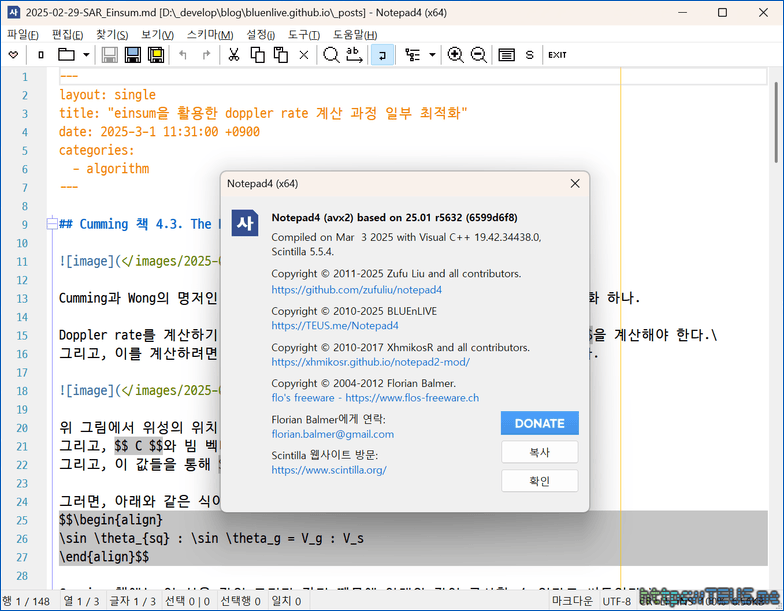 2025-02-29-SAR_Einsum.md [D:\_develop\blog\bluenlive.github.io\_posts] - Notepad4 (x64)
파일(F) 편집(E) 찾기(S) 보기(V) 스키마(M) 설정(i) 도구(T) 도움말(H)
S EXIT
1 ---
2 layout: single
3 title: "einsum을 활용한 doppler rate 계산 과정 일부 최적화"
4 date: 2025-3-1 11:31:00 +0900
5 categories:
6 - algorithm
7 ---
8
9 ## Cumming 책 4.3. The
10
11 ![image](</images/2025-
12
13 Cumming과 Wong의 명저인 화 하나.
14
15 Doppler rate를 계산하기 을 계산해야 한다.\
16 그리고, 이를 계산하려면
17
18 ![image](</images/2025-
19
20 위 그림에서 위성의 위치
21 그리고, $$ C $$와 빔 벡
22 그리고, 이 값들을 통해
23
24 그러면, 아래와 같은 식이
25 $$\begin{align}
26 \sin \theta_{sq} : \sin \theta_g = V_g : V_s
27 \end{align}$$
28
Notepad4 (x64)
사
Notepad4 (avx2) based on 25.01 r5632 (6599d6f8)
Compiled on Mar 3 2025 with Visual C++ 19.42.34438.0,
Scintilla 5.5.4.
Copyright © 2011-2025 Zufu Liu and all contributors.
https://github.com/zufuliu/notepad4
Copyright © 2010-2025 BLUEnLIVE
https://TEUS.me/Notepad4
Copyright © 2010-2017 XhmikosR and all contributors.
https://xhmikosr.github.io/notepad2-mod/
Copyright © 2004-2012 Florian Balmer.
flo's freeware - https://www.flos-freeware.ch
Florian Balmer에게 연락:
florian.balmer@gmail.com
DONATE
Scintilla 웹사이트 방문:
https://www.scintilla.org/
복사
확인
행 1 / 148 열 1 / 3 글자 1 / 3 선택 0 | 0 선택행 0 일치 0 마크다운 UTF-8
https://TEUS.me